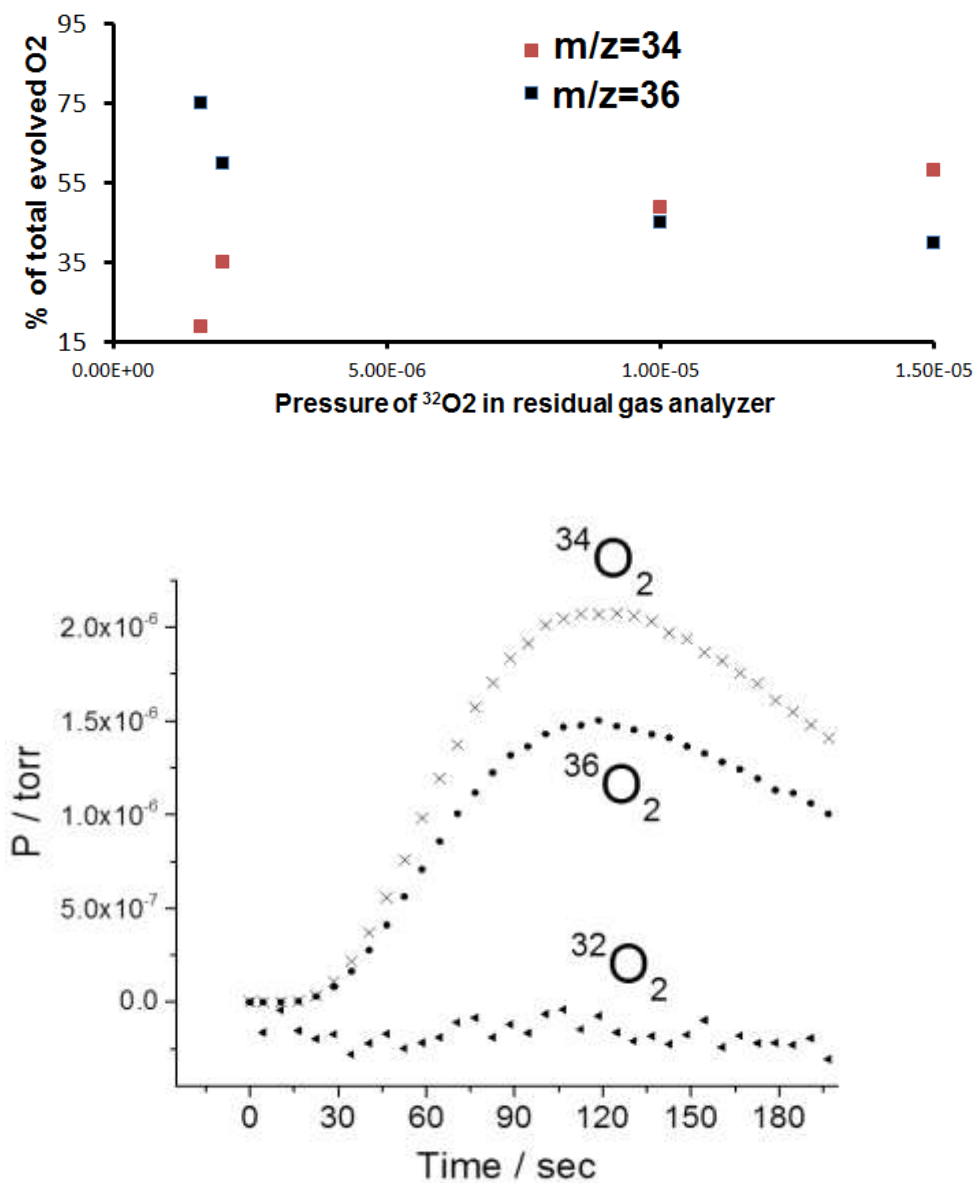 95
75
55
35
15
% of total evolved O2
m/z=34
m/z=36
0.00E+00 5.00E-06 1.00E-05 1.50E-05
Pressure of ³²O2 in residual gas analyzer
³⁴O₂
³⁶O₂
³²O₂
2.0x10⁻⁶
1.5x10⁻⁶
1.0x10⁻⁶
5.0x10⁻⁷
0.0
P / torr
0 30 60 90 120 150 180
Time / sec